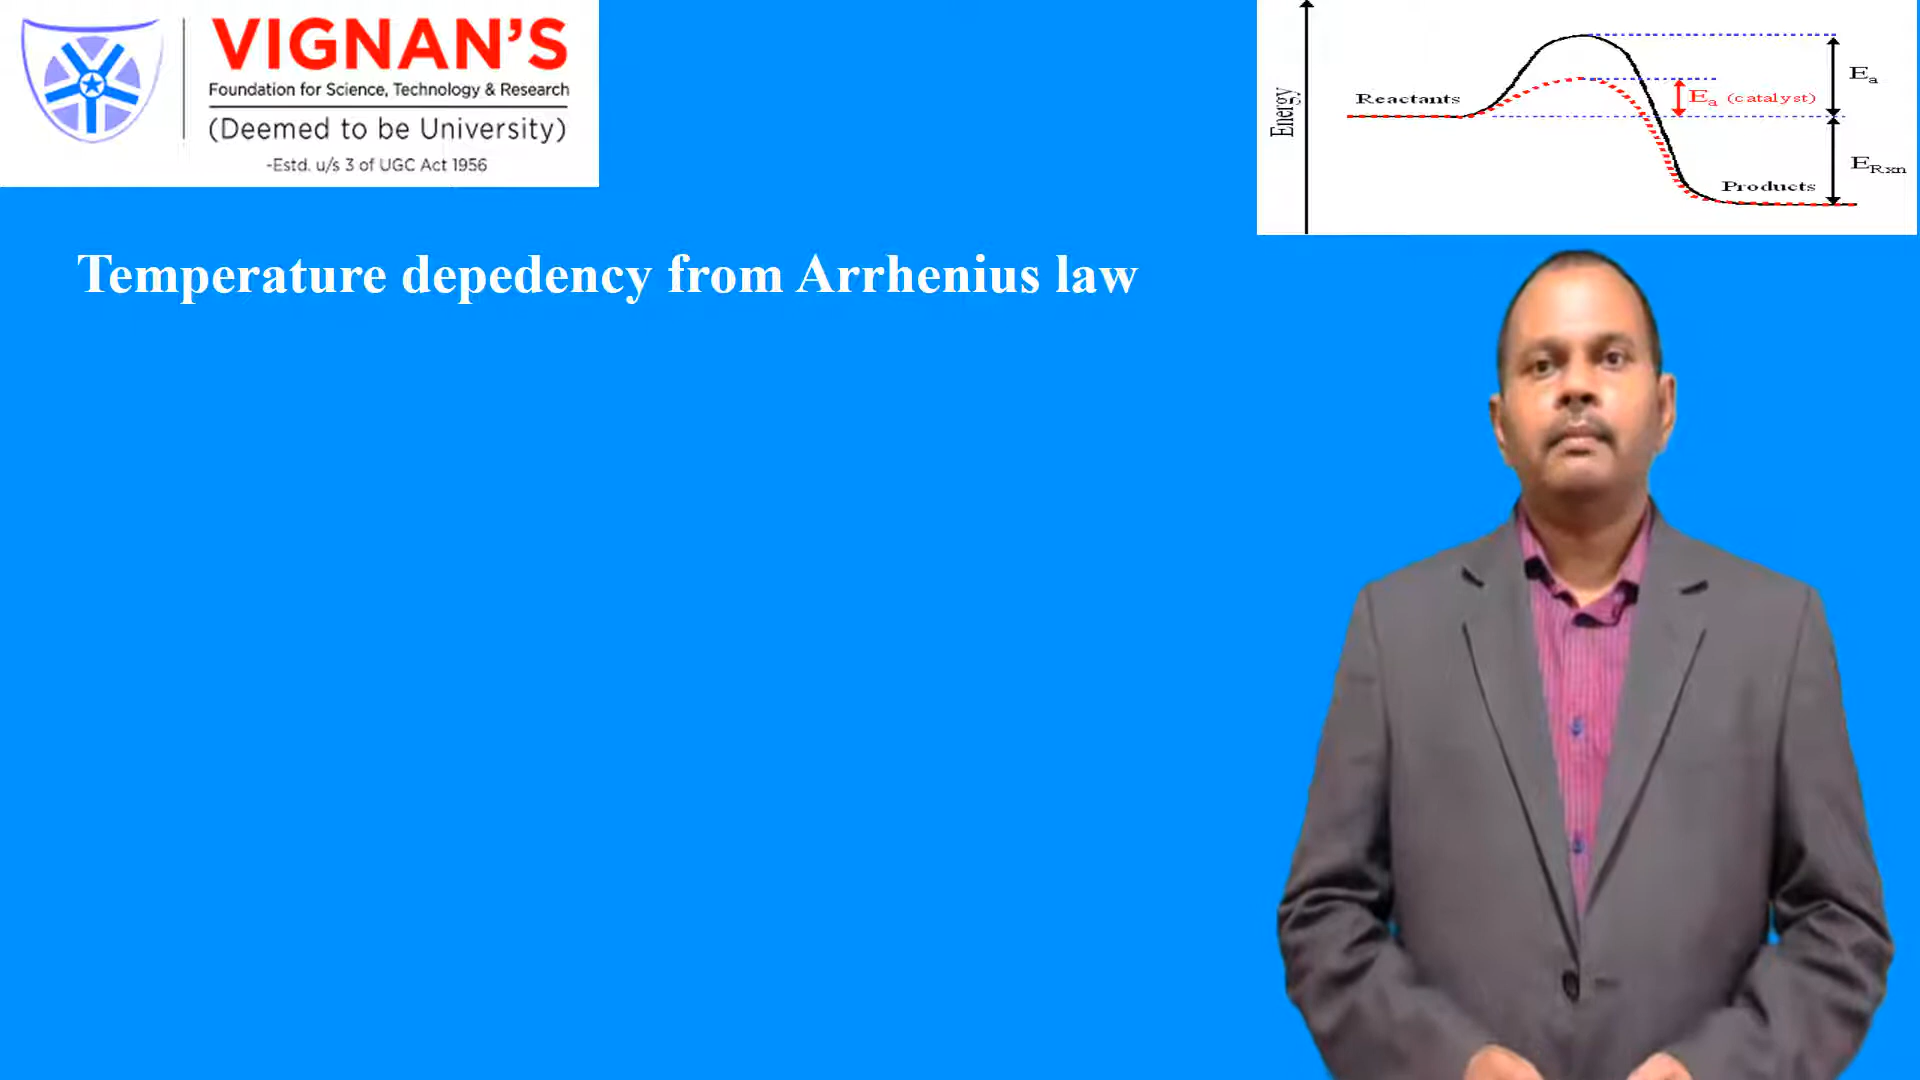 VIGNAN'S
Foundation for Science, Technology & Research
(Deemed to be University)
-Estd. u/s 3 of UGC Act 1956
Energy
Reactants
Ea
Ea (catalyst)
ERxn
Products
Temperature depedency from Arrhenius law